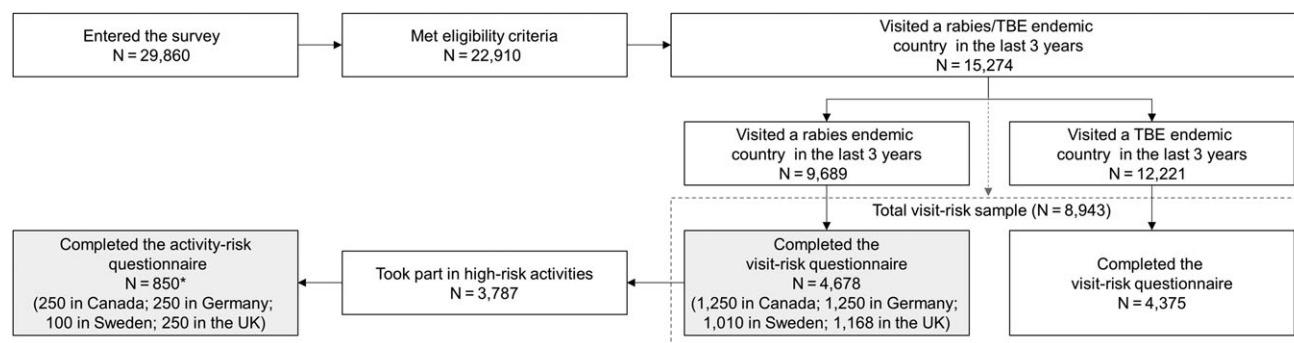 Entered the survey
N = 29,860
Met eligibility criteria
N = 22,910
Visited a rabies/TBE endemic
country in the last 3 years
N = 15,274
Visited a rabies endemic
country in the last 3 years
N = 9,689
Visited a TBE endemic
country in the last 3 years
N = 12,221
Total visit-risk sample (N = 8,943)
Completed the activity-risk
questionnaire
N = 850*
(250 in Canada; 250 in Germany;
100 in Sweden; 250 in the UK)
Took part in high-risk activities
N = 3,787
Completed the
visit-risk questionnaire
N = 4,678
(1,250 in Canada; 1,250 in Germany;
1,010 in Sweden; 1,168 in the UK)
Completed the
visit-risk questionnaire
N = 4,375